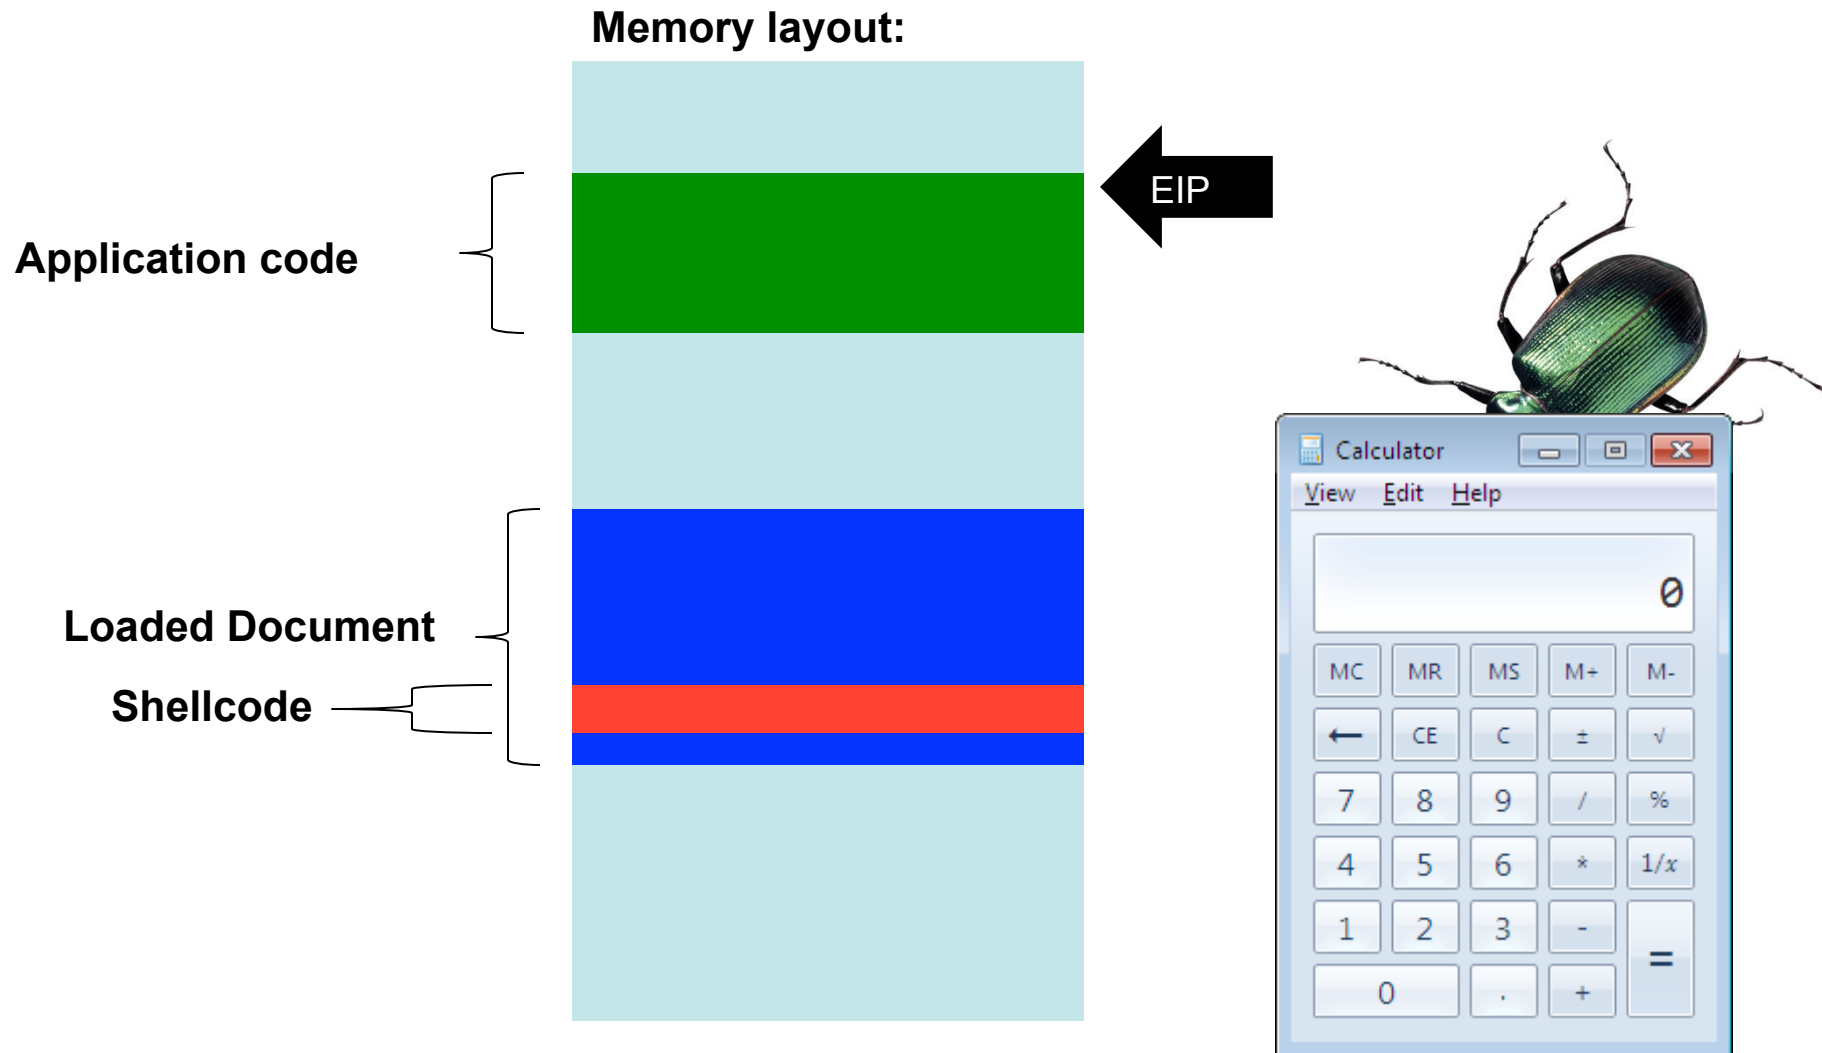 Memory layout:
EIP
Application code
Loaded Document
Shellcode
Calculator
View Edit Help
0
MC MR MS M+ M-
← CE C ± √
7 8 9 / %
4 5 6 * 1/x
1 2 3 -
=
0 . +